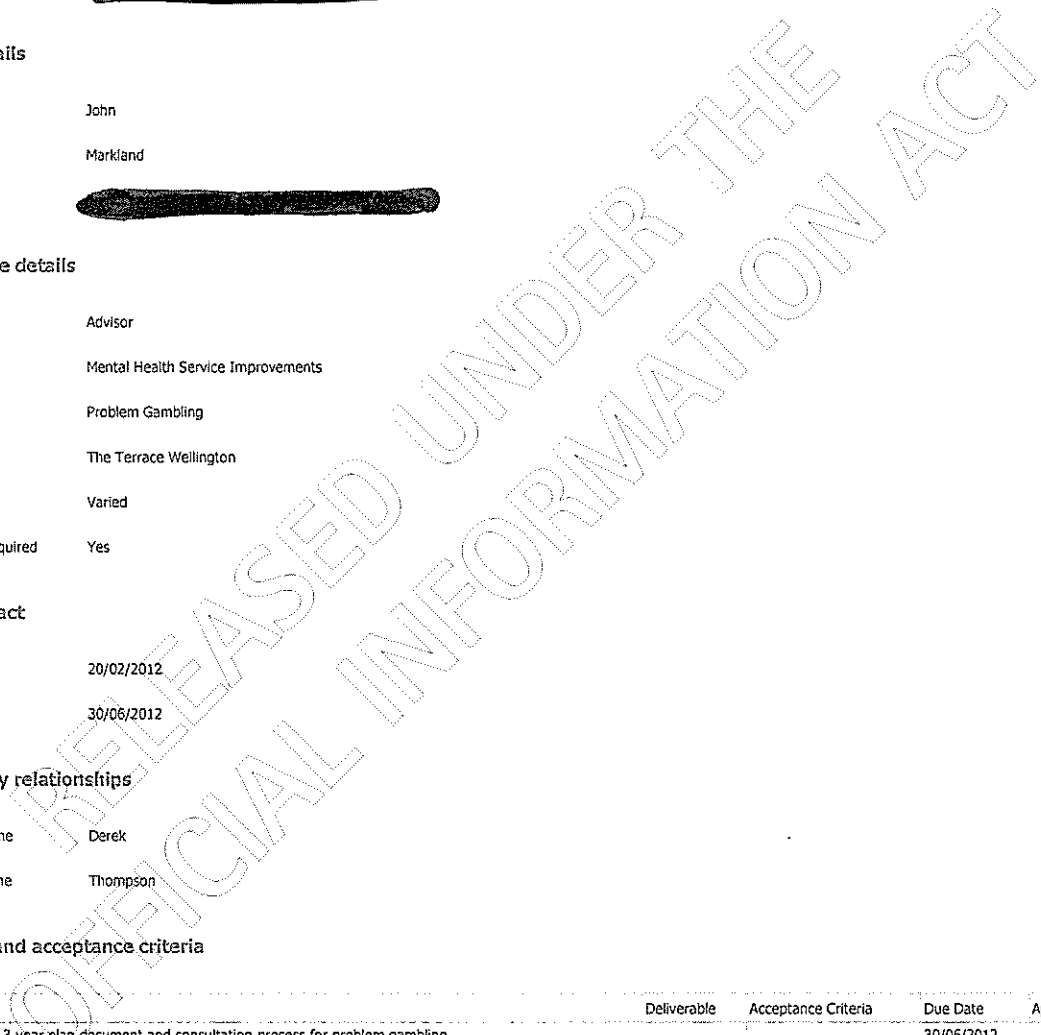 ails
John
Markland
e details
Advisor
Mental Health Service Improvements
Problem Gambling
The Terrace Wellington
Varied
quired Yes
act
20/02/2012
30/06/2012
y relationships
ne Derek
ne Thompson
and acceptance criteria
Deliverable Acceptance Criteria Due Date A
3 year plan document and consultation process for problem gambling 30/06/2012
RELEASED UNDER THE
OFFICIAL INFORMATION ACT